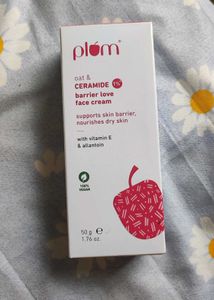 plum
oat &
CERAMIDE 1%
barrier love
face cream
supports skin barrier,
nourishes dry skin
with vitamin E
& allantoin
100%
VEGAN
50 g ℮
1.76 oz.